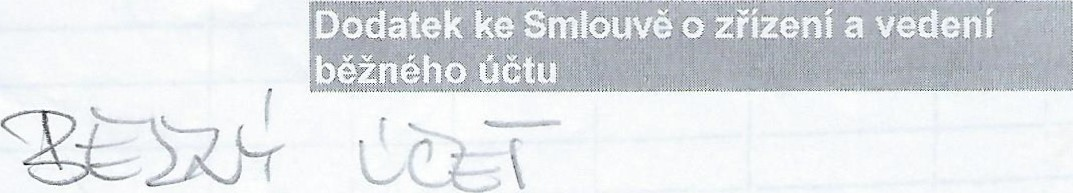 Dodatek ke Smlouvě o zřízení a vedení
běžného účtu
BĚŽNÝ ÚČET